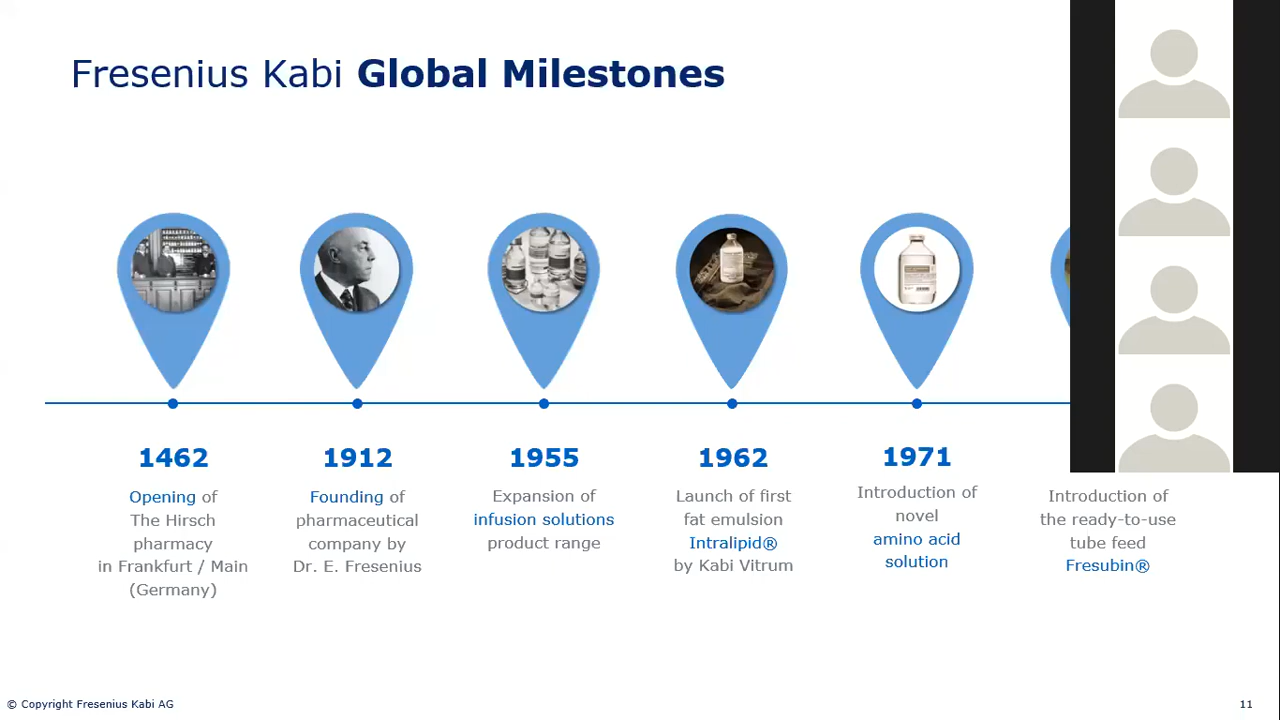 Fresenius Kabi Global Milestones
1462
Opening of
The Hirsch
pharmacy
in Frankfurt / Main
(Germany)
1912
Founding of
pharmaceutical
company by
Dr. E. Fresenius
1955
Expansion of
infusion solutions
product range
1962
Launch of first
fat emulsion
Intralipid®
by Kabi Vitrum
1971
Introduction of
novel
amino acid
solution
Introduction of
the ready-to-use
tube feed
Fresubin®
© Copyright Fresenius Kabi AG
11